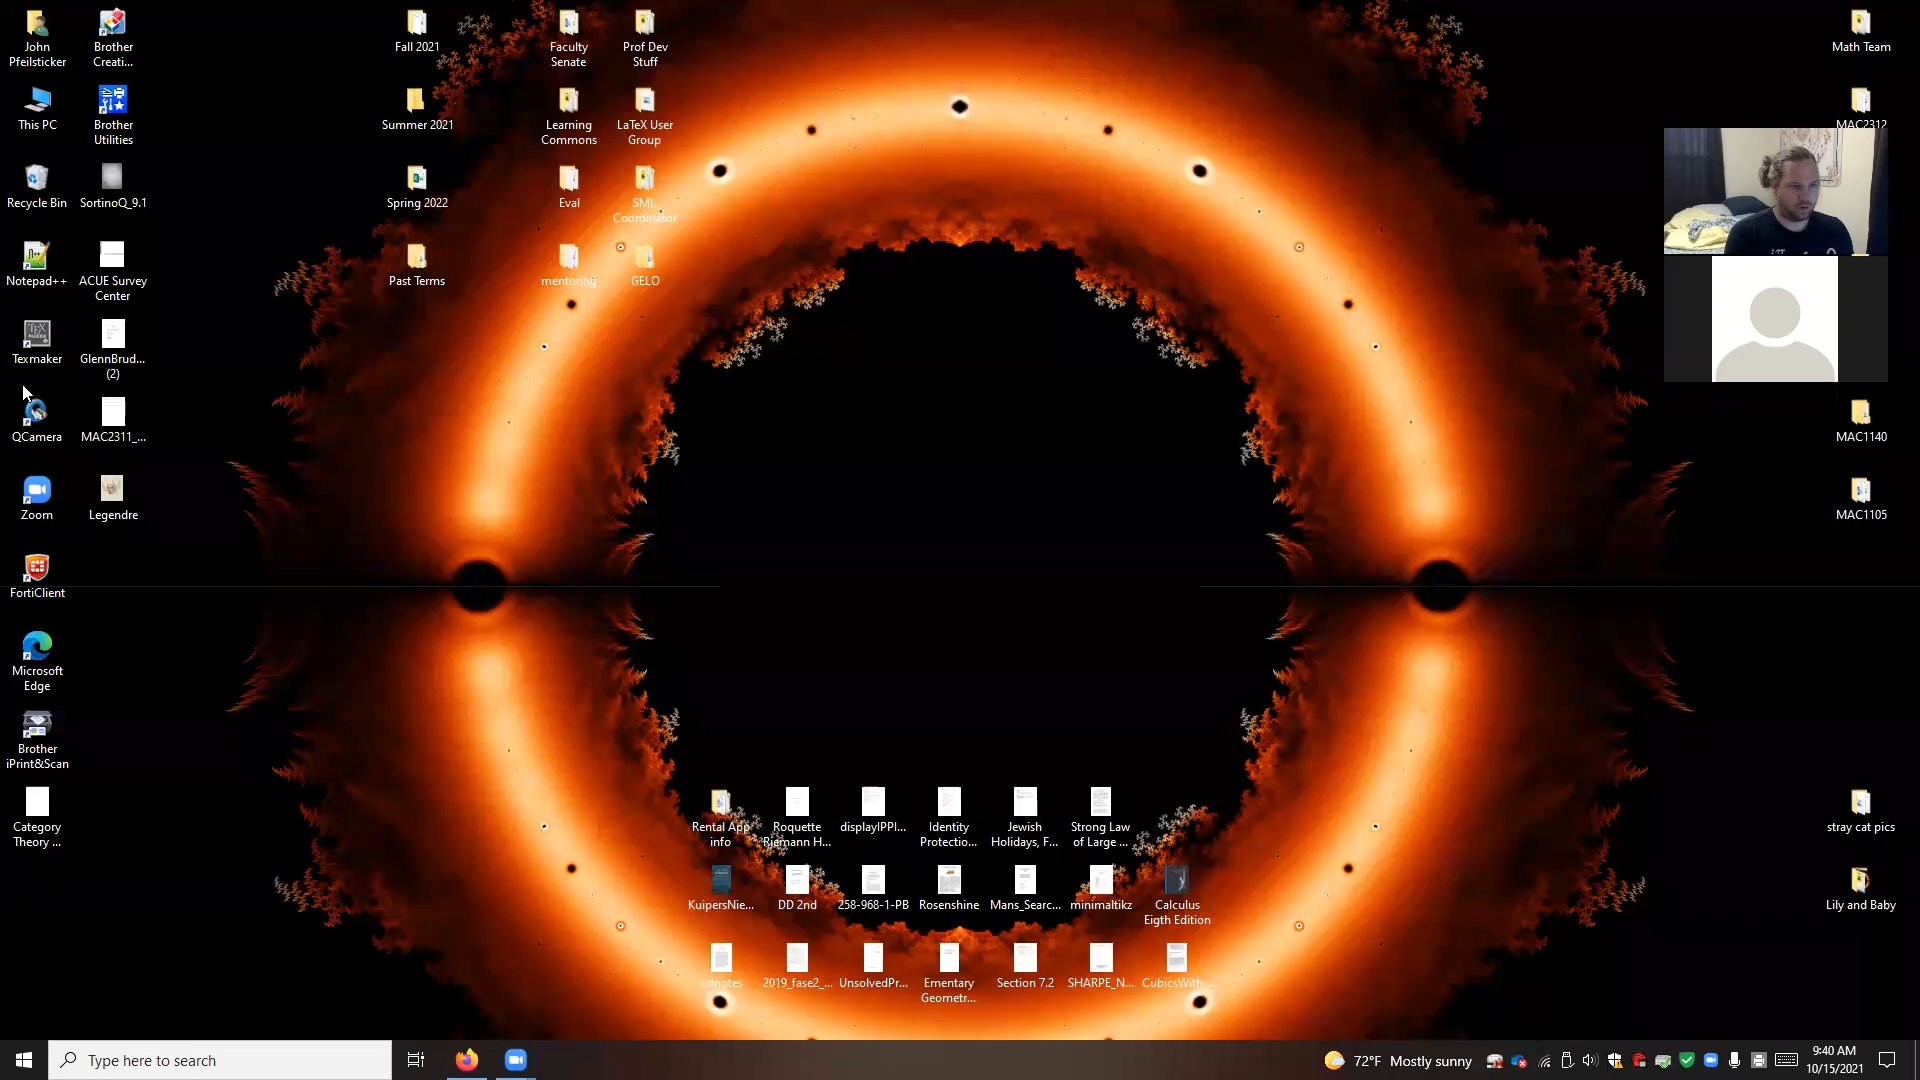 John
Pfeilsticker
Brother
Creati...
Fall 2021
Faculty
Senate
Prof Dev
Stuff
Math Team
This PC
Brother
Utilities
Summer 2021
Learning
Commons
LaTeX User
Group
MAC2312
Recycle Bin
SortinoQ_9.1
Spring 2022
Eval
SML
Coordinator
Notepad++
ACUE Survey
Center
Past Terms
mentoring
GELO
Texmaker
GlennBrud...
(2)
QCamera
MAC2311_...
MAC1140
Zoom
Legendre
MAC1105
FortiClient
Microsoft
Edge
Brother
iPrint&Scan
Category
Theory ...
Rental App
info
Roquette
Riemann H...
displayIPPI...
Identity
Protectio...
Jewish
Holidays, F...
Strong Law
of Large ...
stray cat pics
KuipersNie...
DD 2nd
258-968-1-PB
Rosenshine
Mans_Searc...
minimaltikz
Calculus
Eigth Edition
Lily and Baby
udnotes
2019_fase2_...
UnsolvedPr...
Ementary
Geometr...
Section 7.2
SHARPE_N...
CubicsWith...
Type here to search
72°F Mostly sunny
9:40 AM
10/15/2021